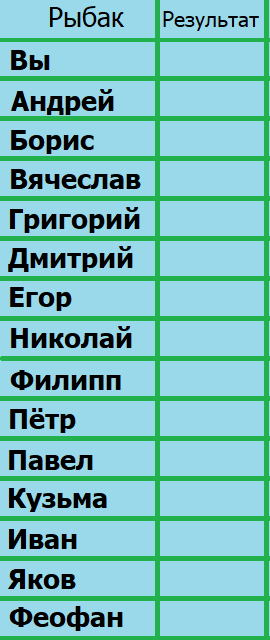 Рыбак Результат
Вы
Андрей
Борис
Вячеслав
Григорий
Дмитрий
Егор
Николай
Филипп
Пётр
Павел
Кузьма
Иван
Яков
Феофан